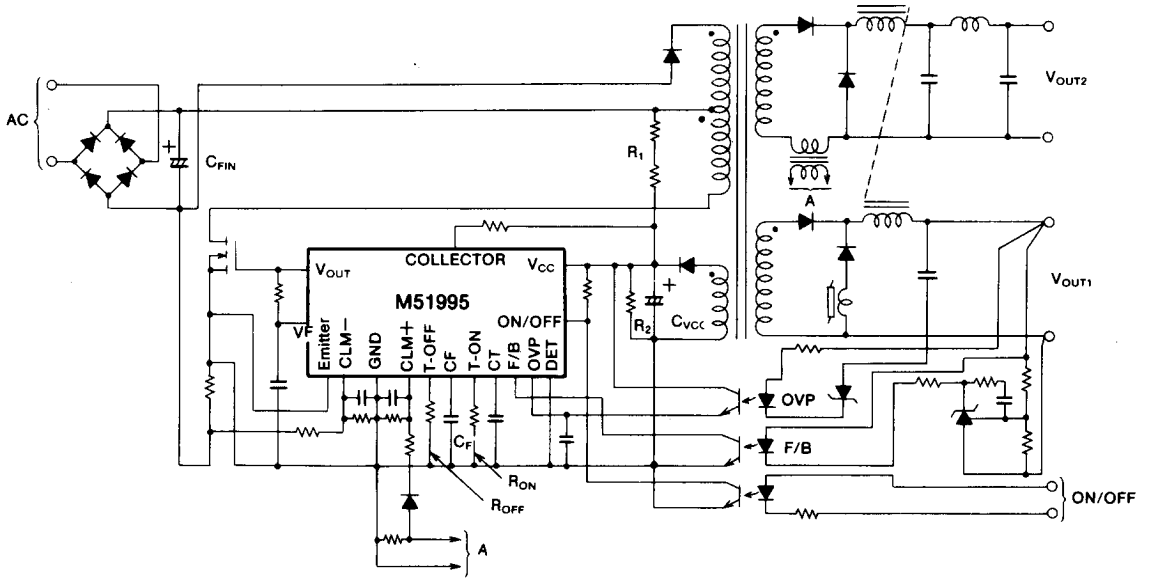 AC
+
CFIN
R1
VOUT2
A
COLLECTOR
VOUT
VCC
M51995
VF
ON/OFF
Emitter
CLM−
GND
CLM+
T-OFF
CF
T-ON
CT
F/B
OVP
DET
R2
+
CVCC
VOUT1
OVP
F/B
CF
RON
ROFF
ON/OFF
A